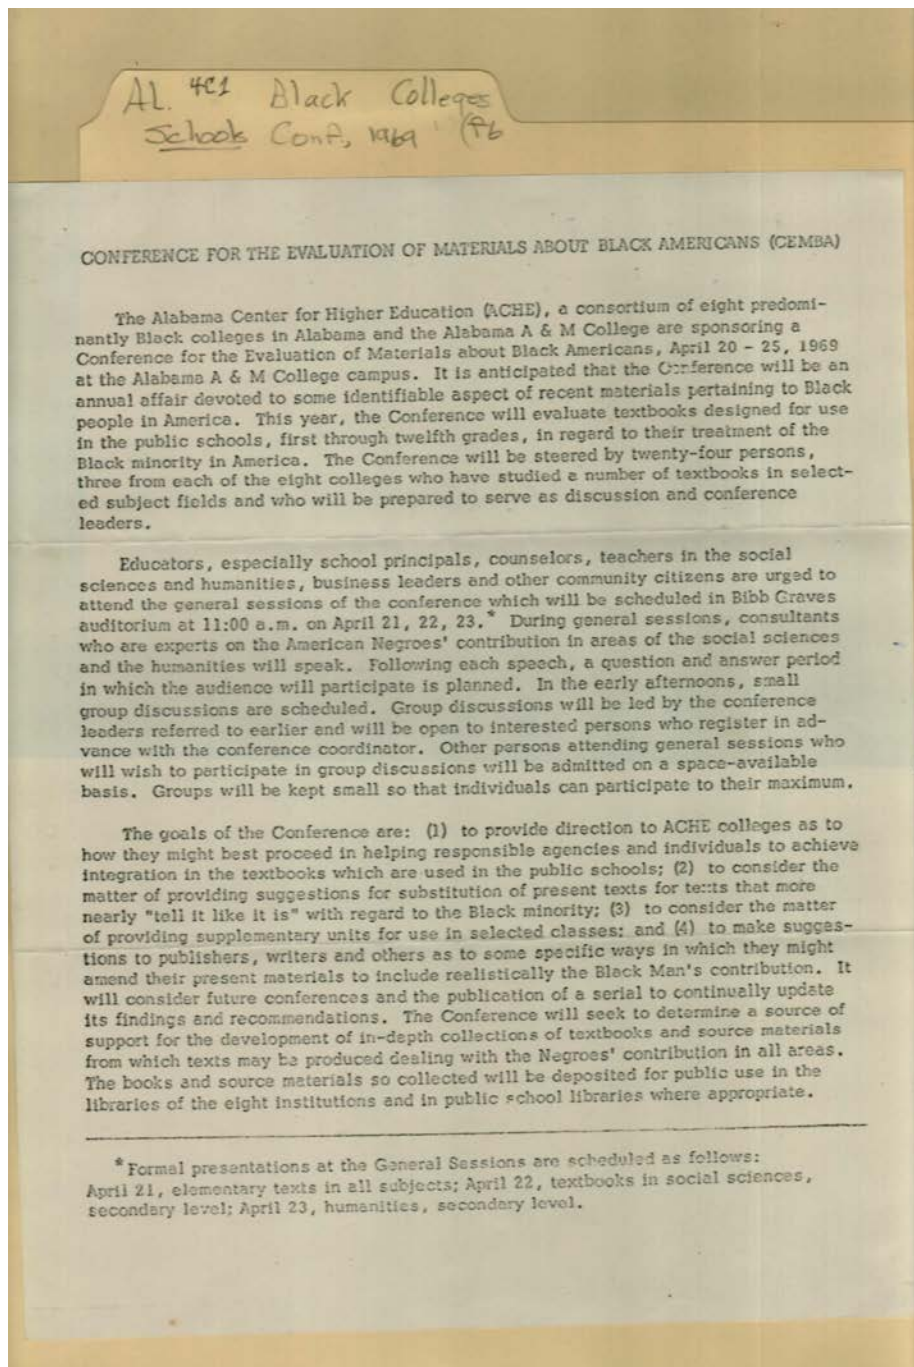 AL. 4C1 Black Colleges
Schools Conf., 1969
CONFERENCE FOR THE EVALUATION OF MATERIALS ABOUT BLACK AMERICANS (CEMBA)
The Alabama Center for Higher Education (ACHE), a consortium of eight predomi-
nantly Black colleges in Alabama and the Alabama A & M College are sponsoring a
Conference for the Evaluation of Materials about Black Americans, April 20 - 25, 1969
at the Alabama A & M College campus. It is anticipated that the Conference will be an
annual affair devoted to some identifiable aspect of recent materials pertaining to Black
people in America. This year, the Conference will evaluate textbooks designed for use
in the public schools, first through twelfth grades, in regard to their treatment of the
Black minority in America. The Conference will be steered by twenty-four persons,
three from each of the eight colleges who have studied a number of textbooks in select-
ed subject fields and who will be prepared to serve as discussion and conference
leaders.
Educators, especially school principals, counselors, teachers in the social
sciences and humanities, business leaders and other community citizens are urged to
attend the general sessions of the conference which will be scheduled in Bibb Graves
auditorium at 11:00 a.m. on April 21, 22, 23.* During general sessions, consultants
who are experts on the American Negroes' contribution in areas of the social sciences
and the humanities will speak. Following each speech, a question and answer period
in which the audience will participate is planned. In the early afternoons, small
group discussions are scheduled. Group discussions will be led by the conference
leaders referred to earlier and will be open to interested persons who register in ad-
vance with the conference coordinator. Other persons attending general sessions who
will wish to participate in group discussions will be admitted on a space-available
basis. Groups will be kept small so that individuals can participate to their maximum.
The goals of the Conference are: (1) to provide direction to ACHE colleges as to
how they might best proceed in helping responsible agencies and individuals to achieve
integration in the textbooks which are used in the public schools; (2) to consider the
matter of providing suggestions for substitution of present texts for texts that more
nearly "tell it like it is" with regard to the Black minority; (3) to consider the matter
of providing supplementary units for use in selected classes; and (4) to make sugges-
tions to publishers, writers and others as to some specific ways in which they might
amend their present materials to include realistically the Black Man's contribution. It
will consider future conferences and the publication of a serial to continually update
its findings and recommendations. The Conference will seek to determine a source of
support for the development of in-depth collections of textbooks and source materials
from which texts may be produced dealing with the Negroes' contribution in all areas.
The books and source materials so collected will be deposited for public use in the
libraries of the eight institutions and in public school libraries where appropriate.
*Formal presentations at the General Sessions are scheduled as follows:
April 21, elementary texts in all subjects; April 22, textbooks in social sciences,
secondary level; April 23, humanities, secondary level.